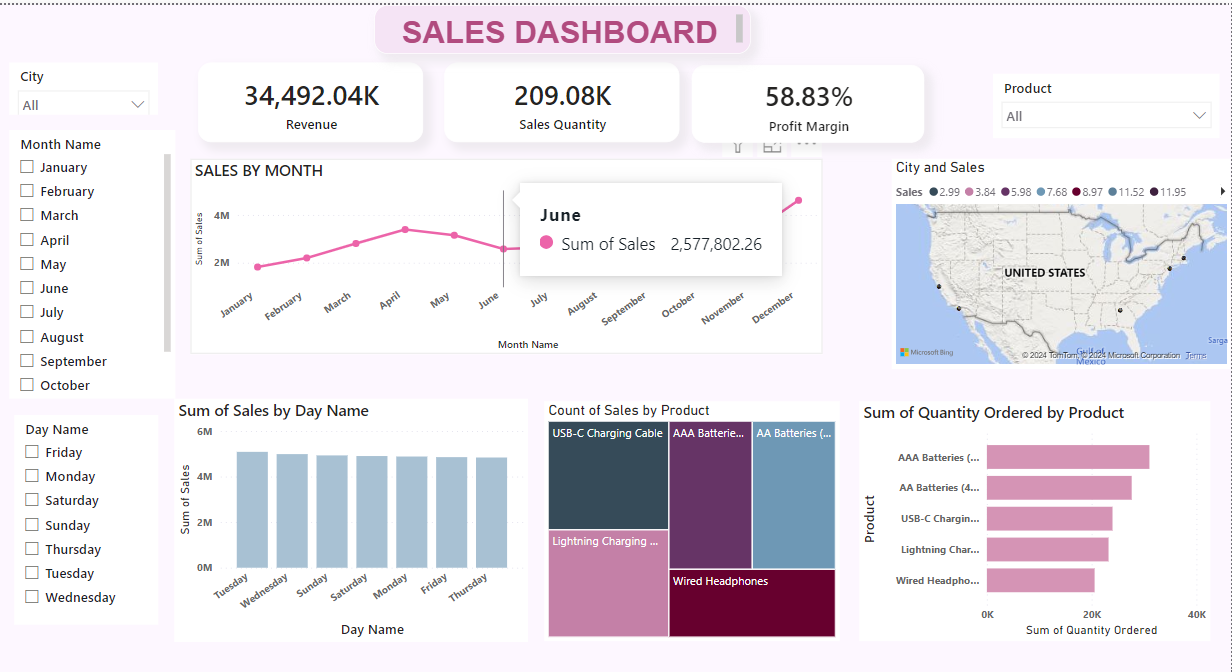 SALES DASHBOARD
City
All
34,492.04K
Revenue
209.08K
Sales Quantity
58.83%
Profit Margin
Product
All
Month Name
January
February
March
April
May
June
July
August
September
October
SALES BY MONTH
Sum of Sales
4M
2M
June
Sum of Sales 2,577,802.26
January
February
March
April
May
June
July
August
September
October
November
December
Month Name
City and Sales
Sales 2.99 3.84 5.98 7.68 8.97 11.52 11.95
UNITED STATES
Gulf of
Mexico
Sarga
Microsoft Bing
© 2024 TomTom, © 2024 Microsoft Corporation Terms
Day Name
Friday
Monday
Saturday
Sunday
Thursday
Tuesday
Wednesday
Sum of Sales by Day Name
Sum of Sales
6M
4M
2M
0M
Tuesday
Wednesday
Sunday
Saturday
Monday
Friday
Thursday
Day Name
Count of Sales by Product
USB-C Charging Cable
AAA Batterie...
AA Batteries (...
Lightning Charging ...
Wired Headphones
Sum of Quantity Ordered by Product
Product
AAA Batteries (...
AA Batteries (4...
USB-C Chargin...
Lightning Char...
Wired Headpho...
0K
20K
40K
Sum of Quantity Ordered